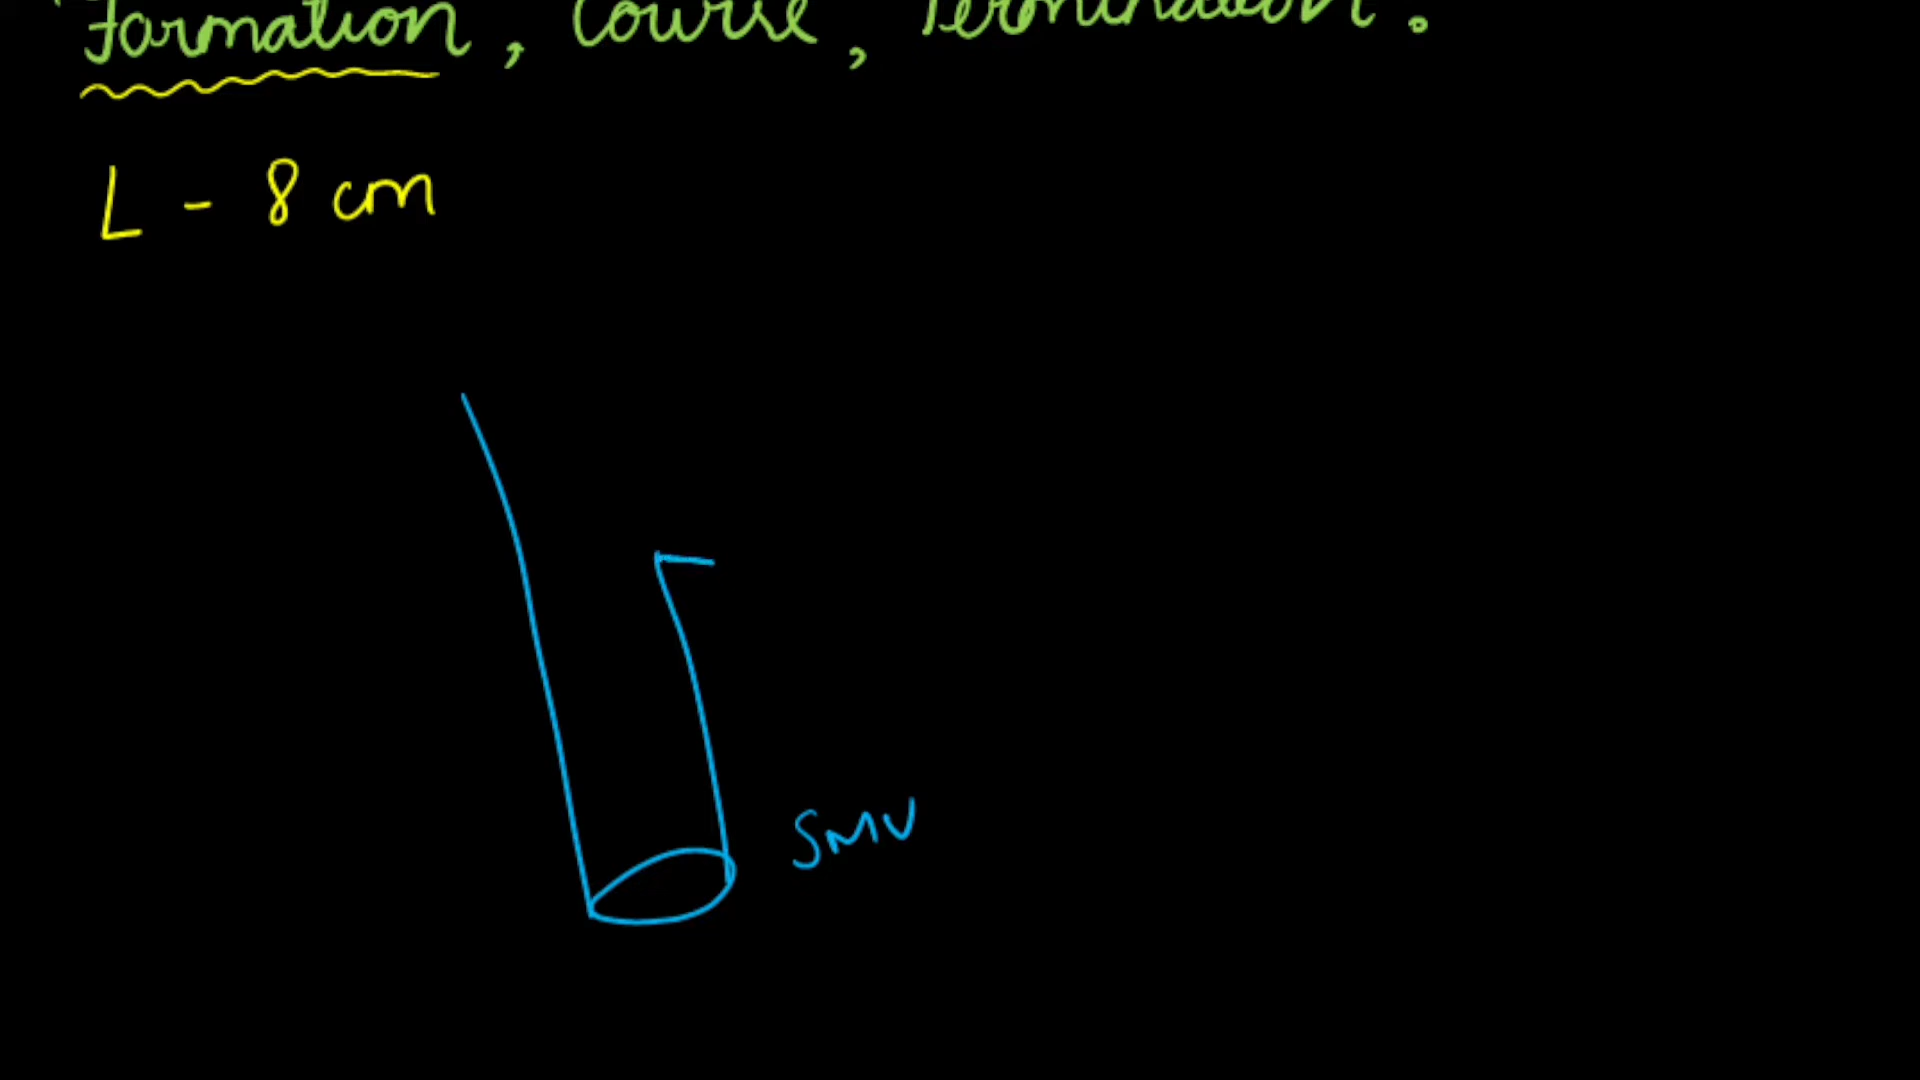 Formation, Course, Termination.
L - 8 cm
SMV